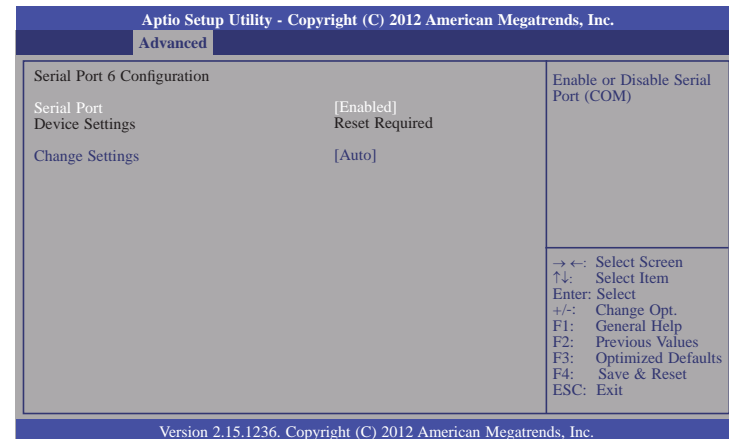 Aptio Setup Utility - Copyright (C) 2012 American Megatrends, Inc.
Advanced
Serial Port 6 Configuration
Serial Port [Enabled]
Device Settings Reset Required
Change Settings [Auto]
Enable or Disable Serial
Port (COM)
→←: Select Screen
↑↓: Select Item
Enter: Select
+/-: Change Opt.
F1: General Help
F2: Previous Values
F3: Optimized Defaults
F4: Save & Reset
ESC: Exit
Version 2.15.1236. Copyright (C) 2012 American Megatrends, Inc.